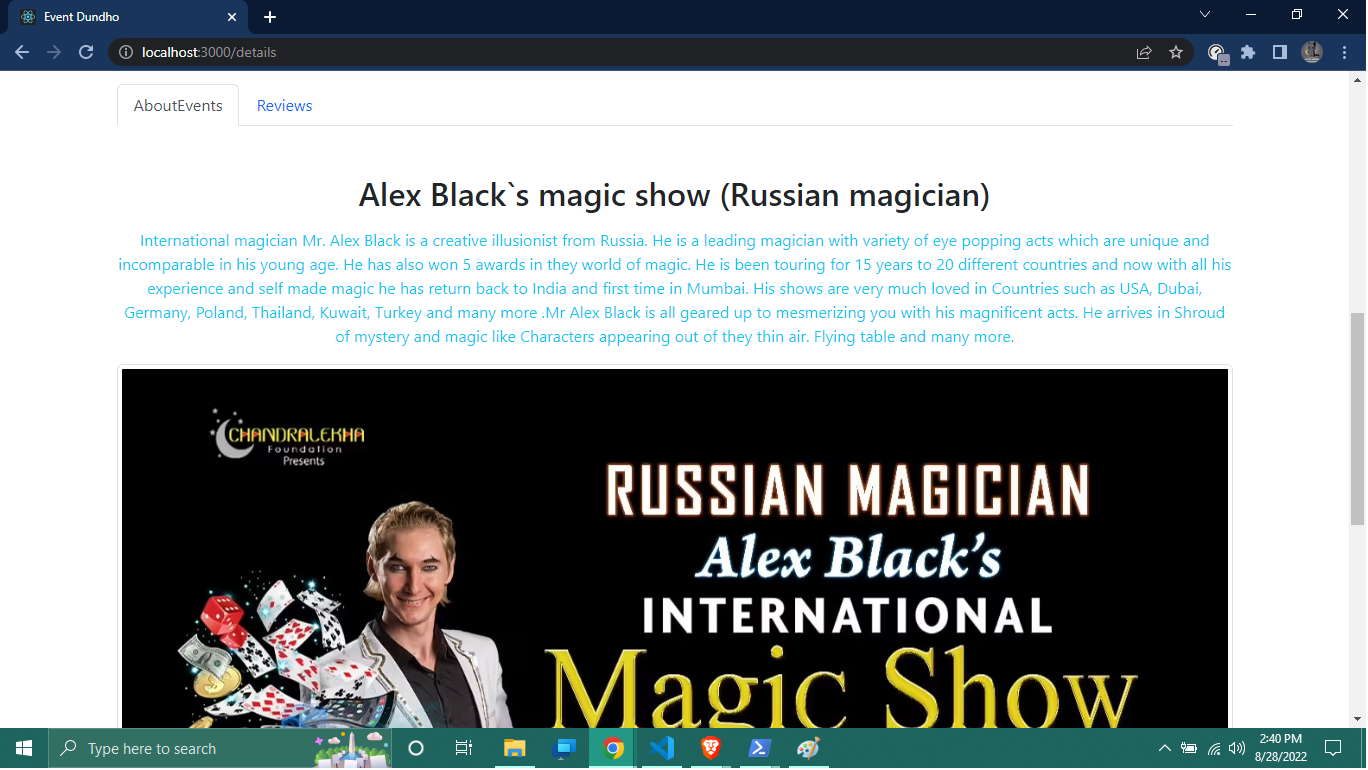 Event Dundho
localhost:3000/details
AboutEvents
Reviews
Alex Black`s magic show (Russian magician)
International magician Mr. Alex Black is a creative illusionist from Russia. He is a leading magician with variety of eye popping acts which are unique and
incomparable in his young age. He has also won 5 awards in they world of magic. He is been touring for 15 years to 20 different countries and now with all his
experience and self made magic he has return back to India and first time in Mumbai. His shows are very much loved in Countries such as USA, Dubai,
Germany, Poland, Thailand, Kuwait, Turkey and many more .Mr Alex Black is all geared up to mesmerizing you with his magnificent acts. He arrives in Shroud
of mystery and magic like Characters appearing out of they thin air. Flying table and many more.
CHANDRALEKHA
Foundation
Presents
RUSSIAN MAGICIAN
Alex Black's
INTERNATIONAL
Magic Show
Type here to search
2:40 PM
8/28/2022